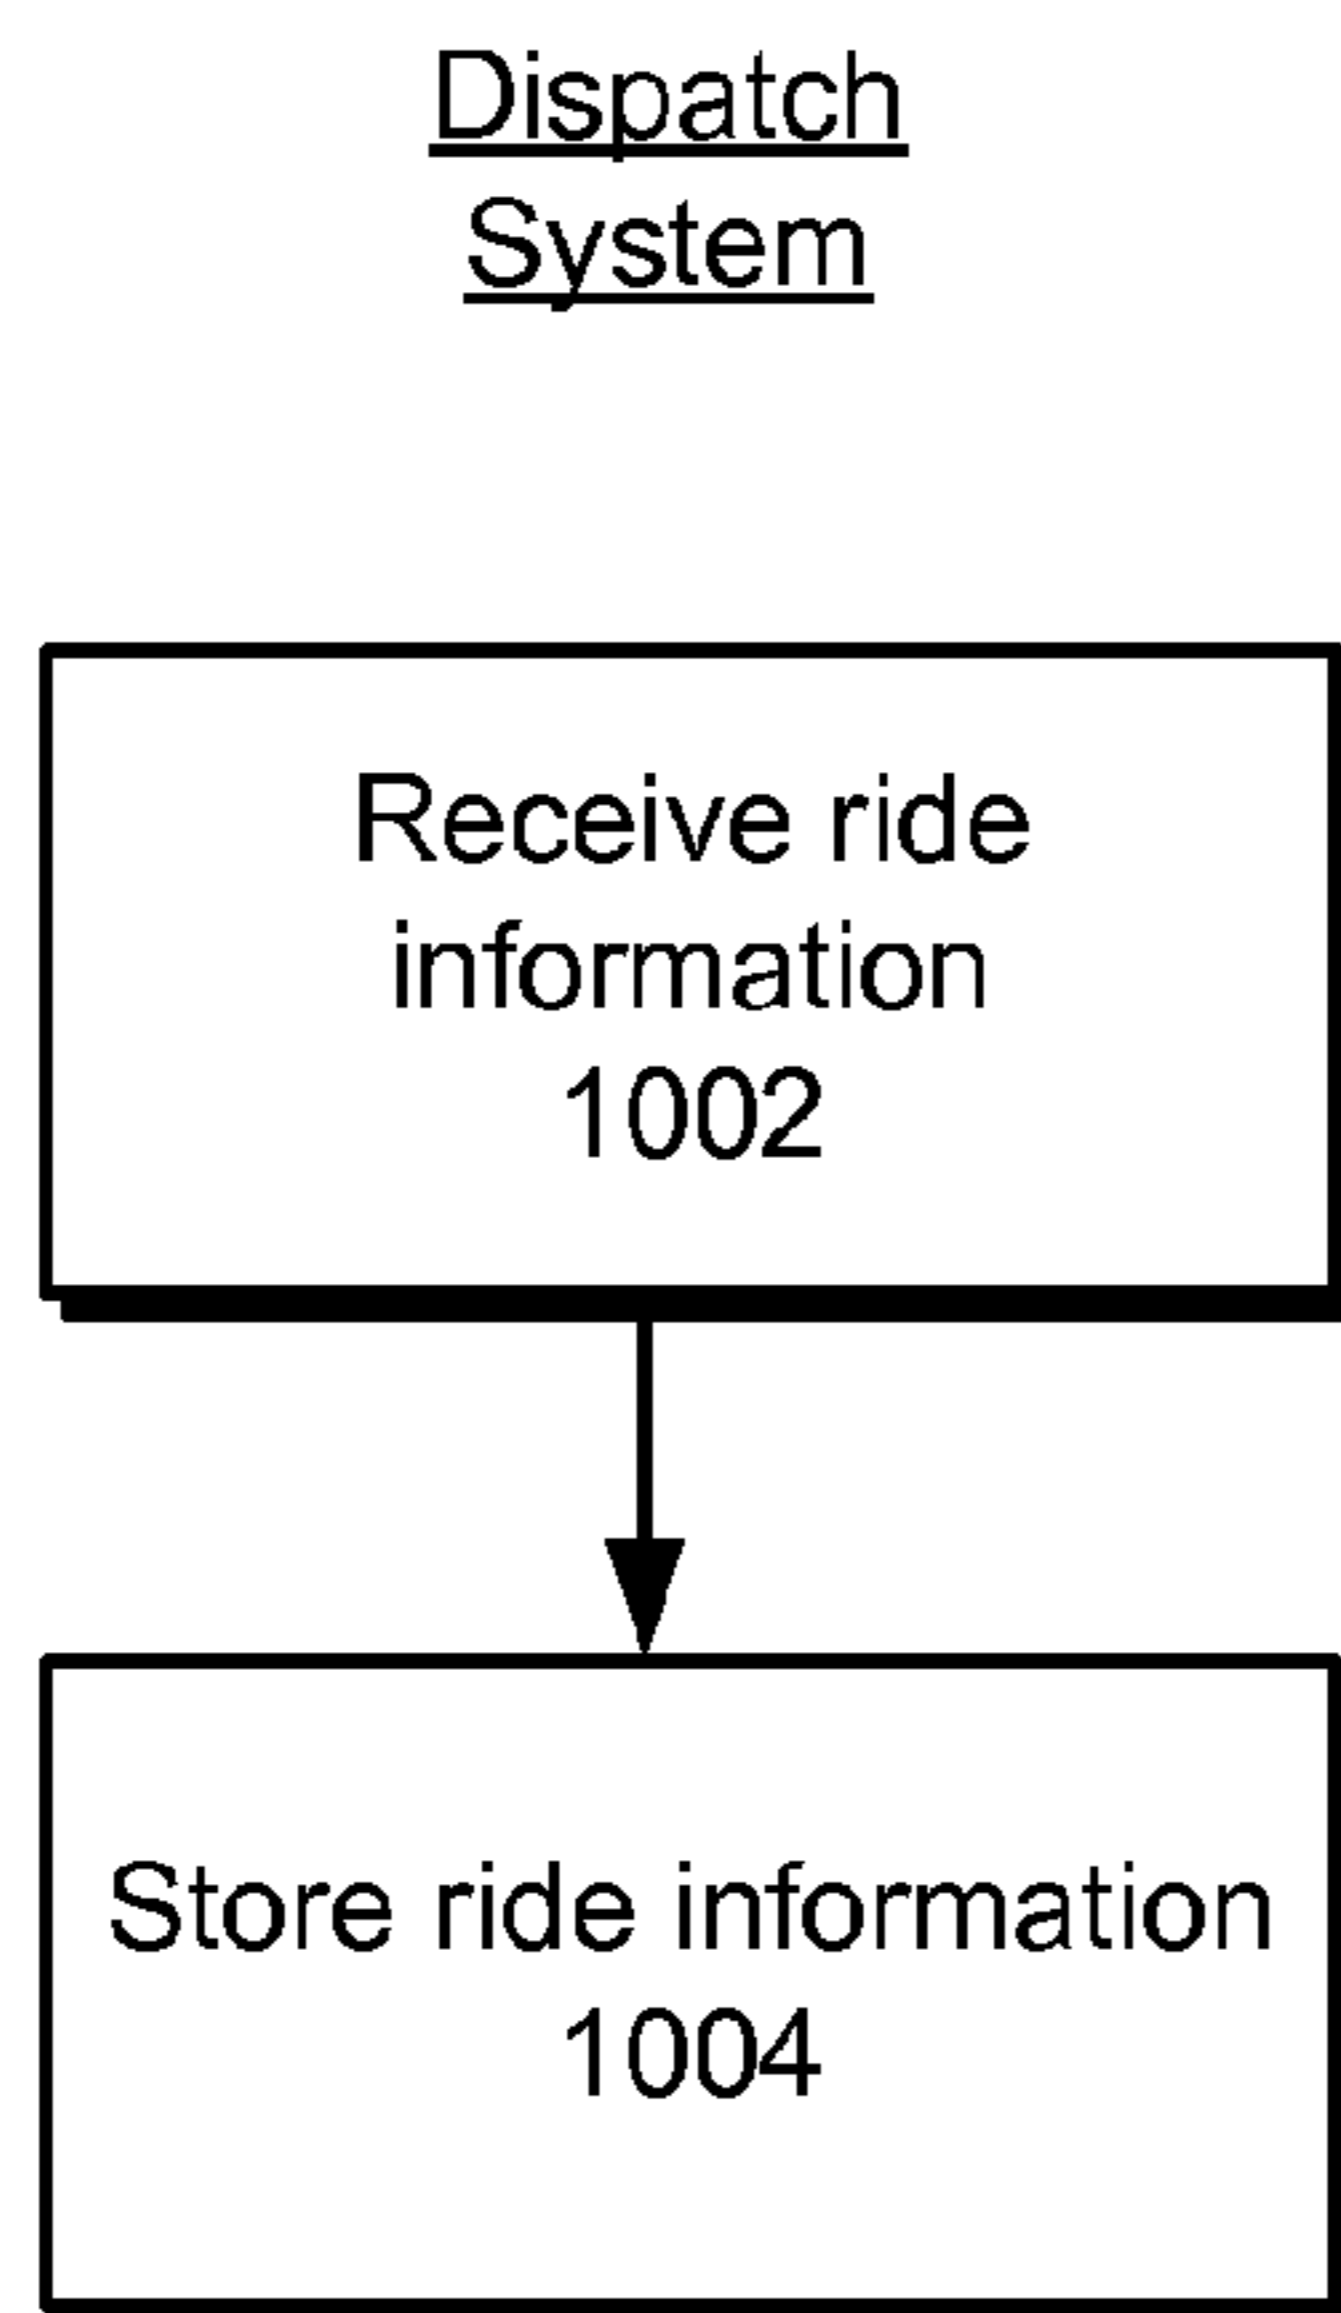 Dispatch
System
Receive ride
information
1002
Store ride information
1004